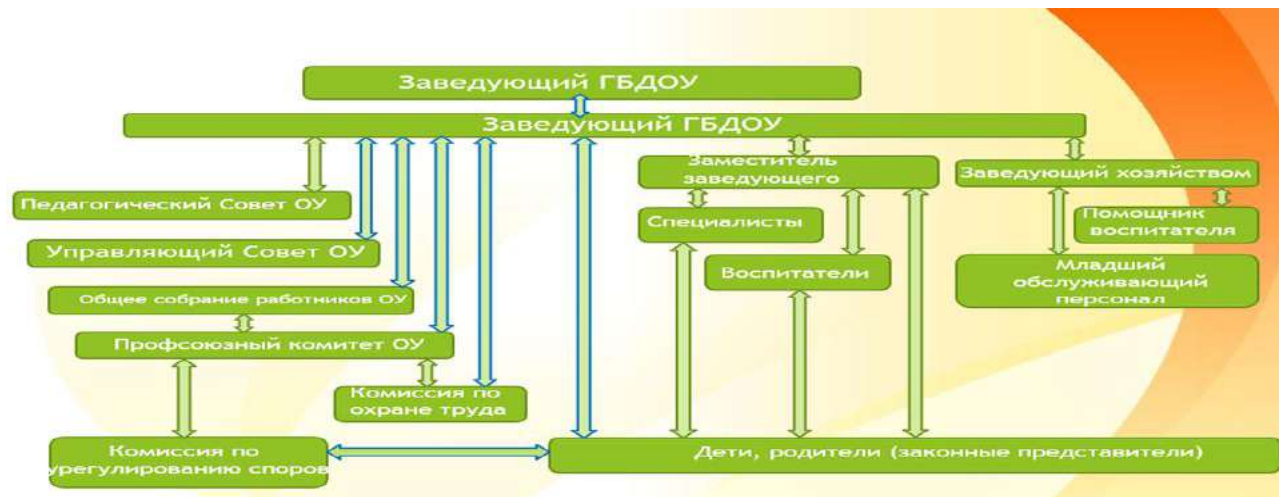 Заведующий ГБДОУ
Заведующий ГБДОУ
Заместитель
заведующего
Заведующий хозяйством
Педагогический Совет ОУ
Специалисты
Помощник
воспитателя
Управляющий Совет ОУ
Воспитатели
Младший
обслуживающий
персонал
Общее собрание работников ОУ
Профсоюзный комитет ОУ
Комиссия по
охране труда
Комиссия по
урегулированию споров
Дети, родители (законные представители)